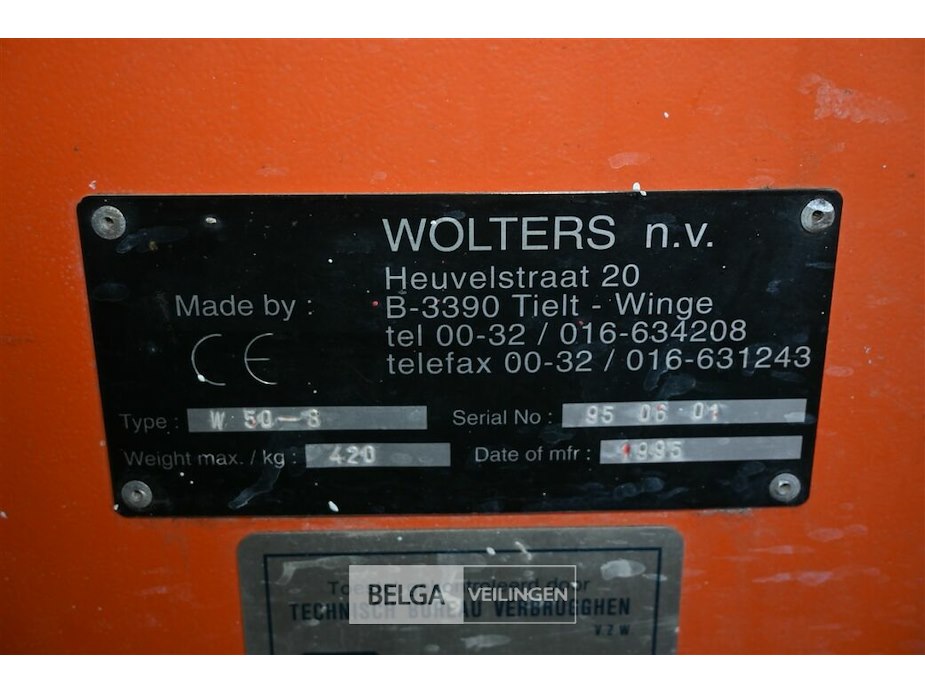 WOLTERS n.v.
Heuvelstraat 20
Made by : B-3390 Tielt - Winge
tel 00-32 / 016-634208
telefax 00-32 / 016-631243
CE
Type : W 50-8 Serial No : 95 06 01
Weight max. / kg : 420 Date of mfr : 1995
door
TECHNISCH BUREAU VERBRUGGHEN
V Z W
BELGA VEILINGEN